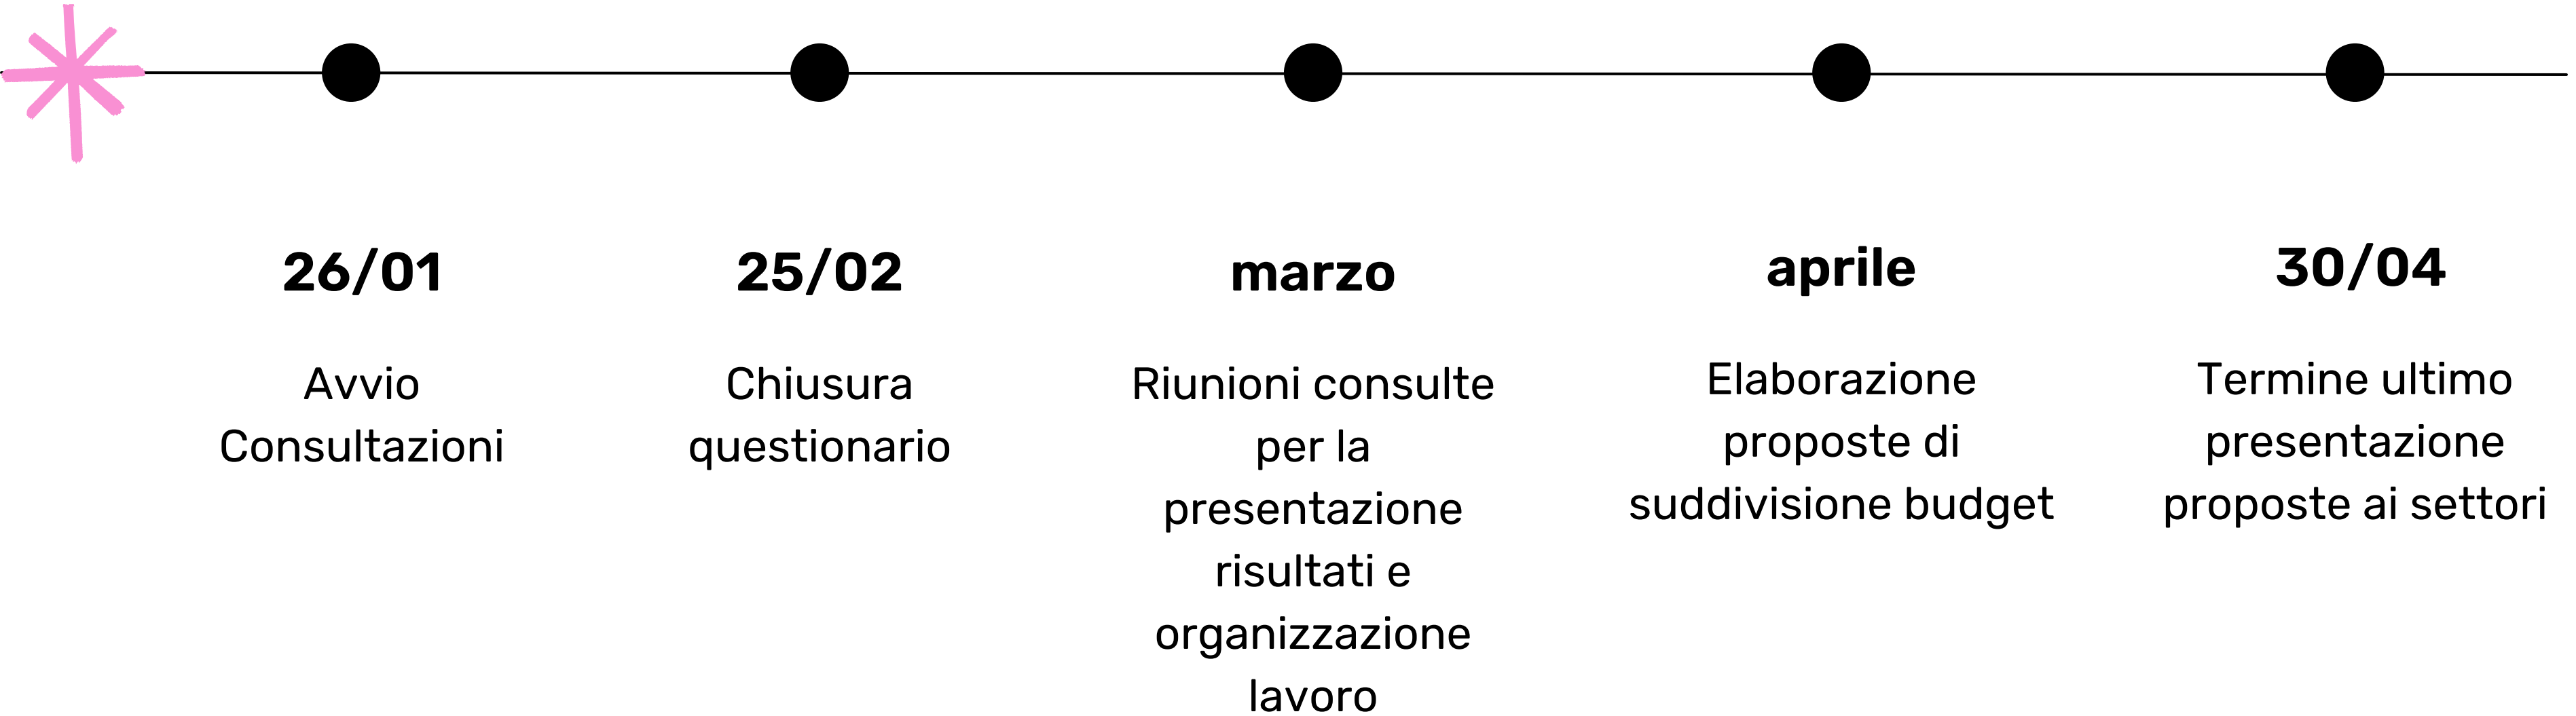 26/01
Avvio
Consultazioni
25/02
Chiusura
questionario
marzo
Riunioni consulte
per la
presentazione
risultati e
organizzazione
lavoro
aprile
Elaborazione
proposte di
suddivisione budget
30/04
Termine ultimo
presentazione
proposte ai settori